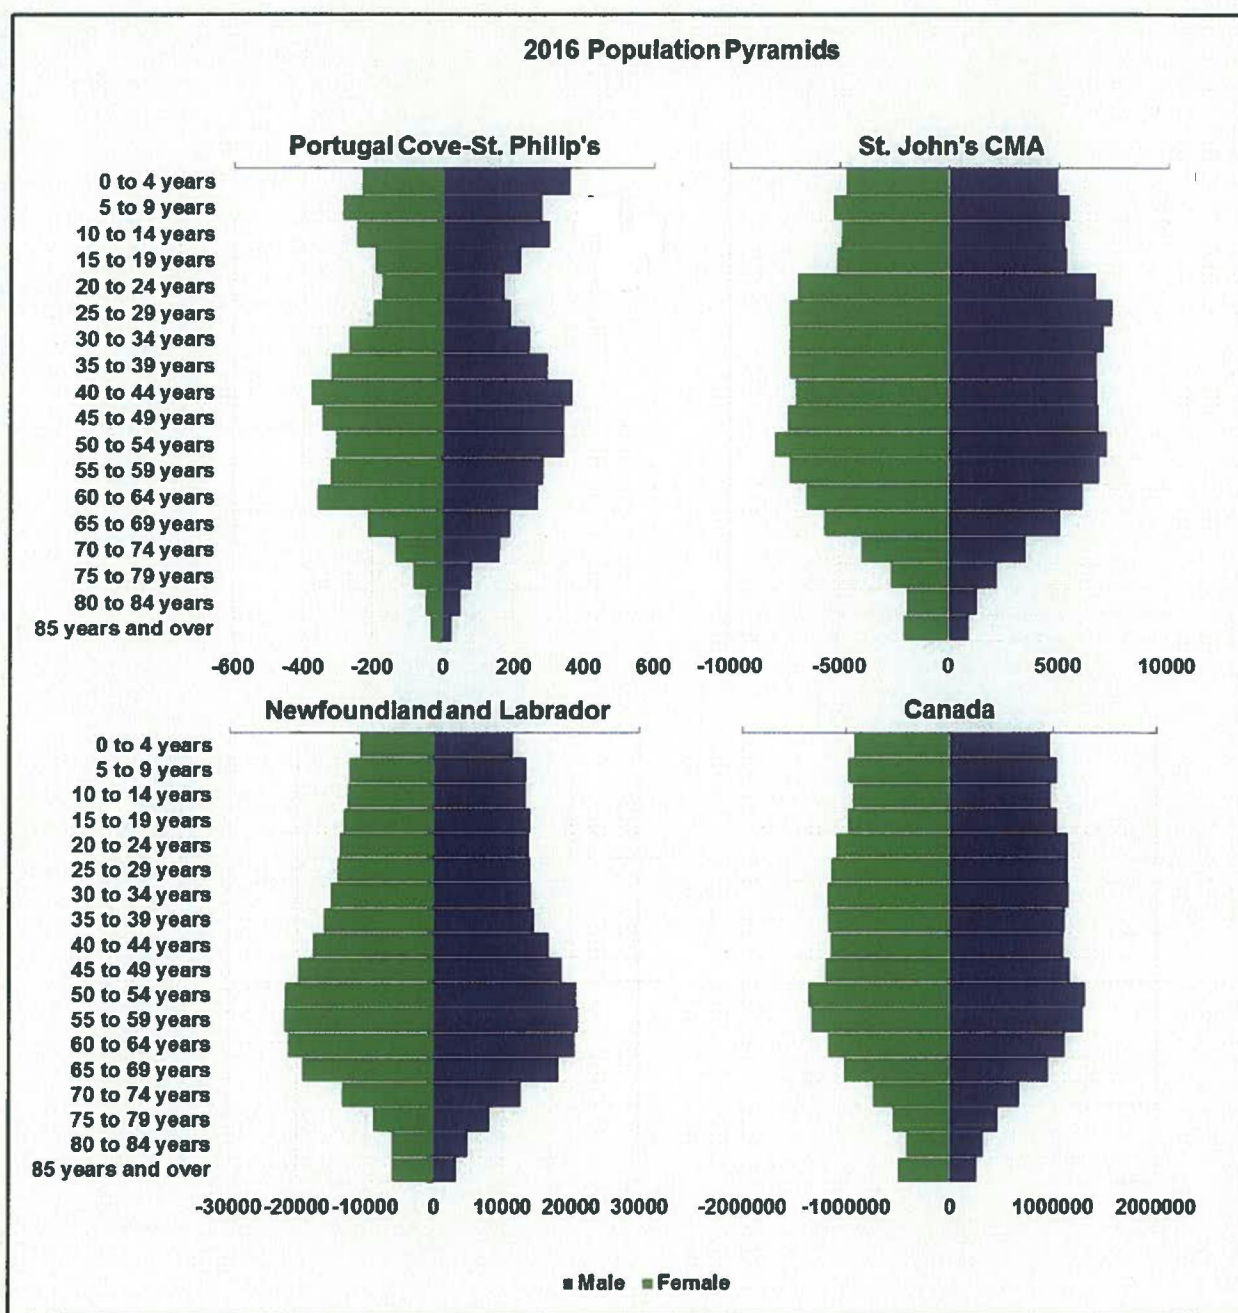 2016 Population Pyramids
Portugal Cove-St. Philip's
0 to 4 years
5 to 9 years
10 to 14 years
15 to 19 years
20 to 24 years
25 to 29 years
30 to 34 years
35 to 39 years
40 to 44 years
45 to 49 years
50 to 54 years
55 to 59 years
60 to 64 years
65 to 69 years
70 to 74 years
75 to 79 years
80 to 84 years
85 years and over
-600 -400 -200 0 200 400 600
St. John's CMA
-10000 -5000 0 5000 10000
Newfoundland and Labrador
0 to 4 years
5 to 9 years
10 to 14 years
15 to 19 years
20 to 24 years
25 to 29 years
30 to 34 years
35 to 39 years
40 to 44 years
45 to 49 years
50 to 54 years
55 to 59 years
60 to 64 years
65 to 69 years
70 to 74 years
75 to 79 years
80 to 84 years
85 years and over
-30000 -20000 -10000 0 10000 20000 30000
Canada
-2000000 -1000000 0 1000000 2000000
Male Female